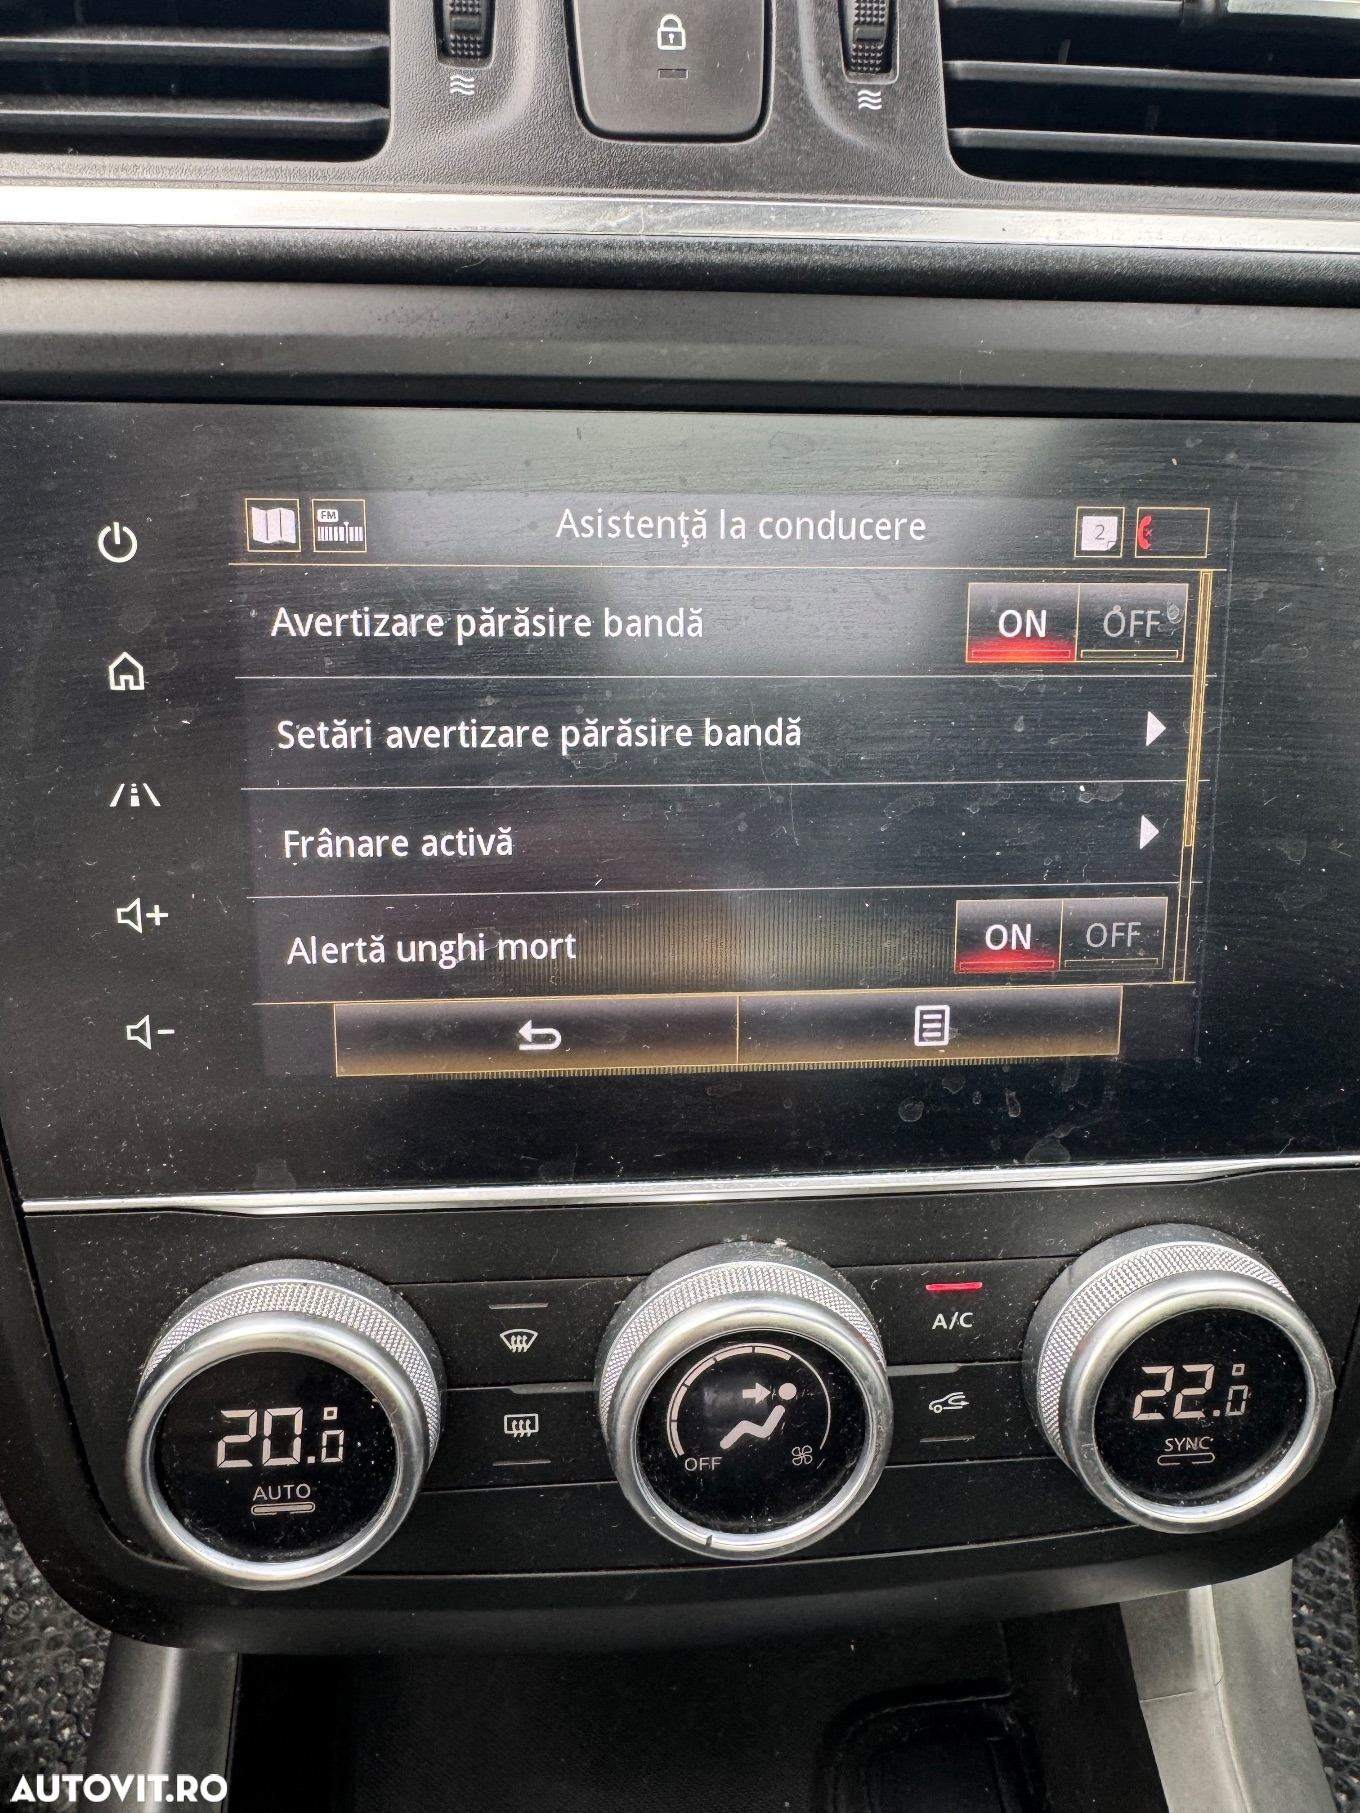 FM
Asistenţă la conducere
2
Avertizare părăsire bandă
ON OFF
Setări avertizare părăsire bandă
Frânare activă
Alertă unghi mort
ON OFF
A/C
20.0
AUTO
OFF
22.0
SYNC
AUTOVIT.RO